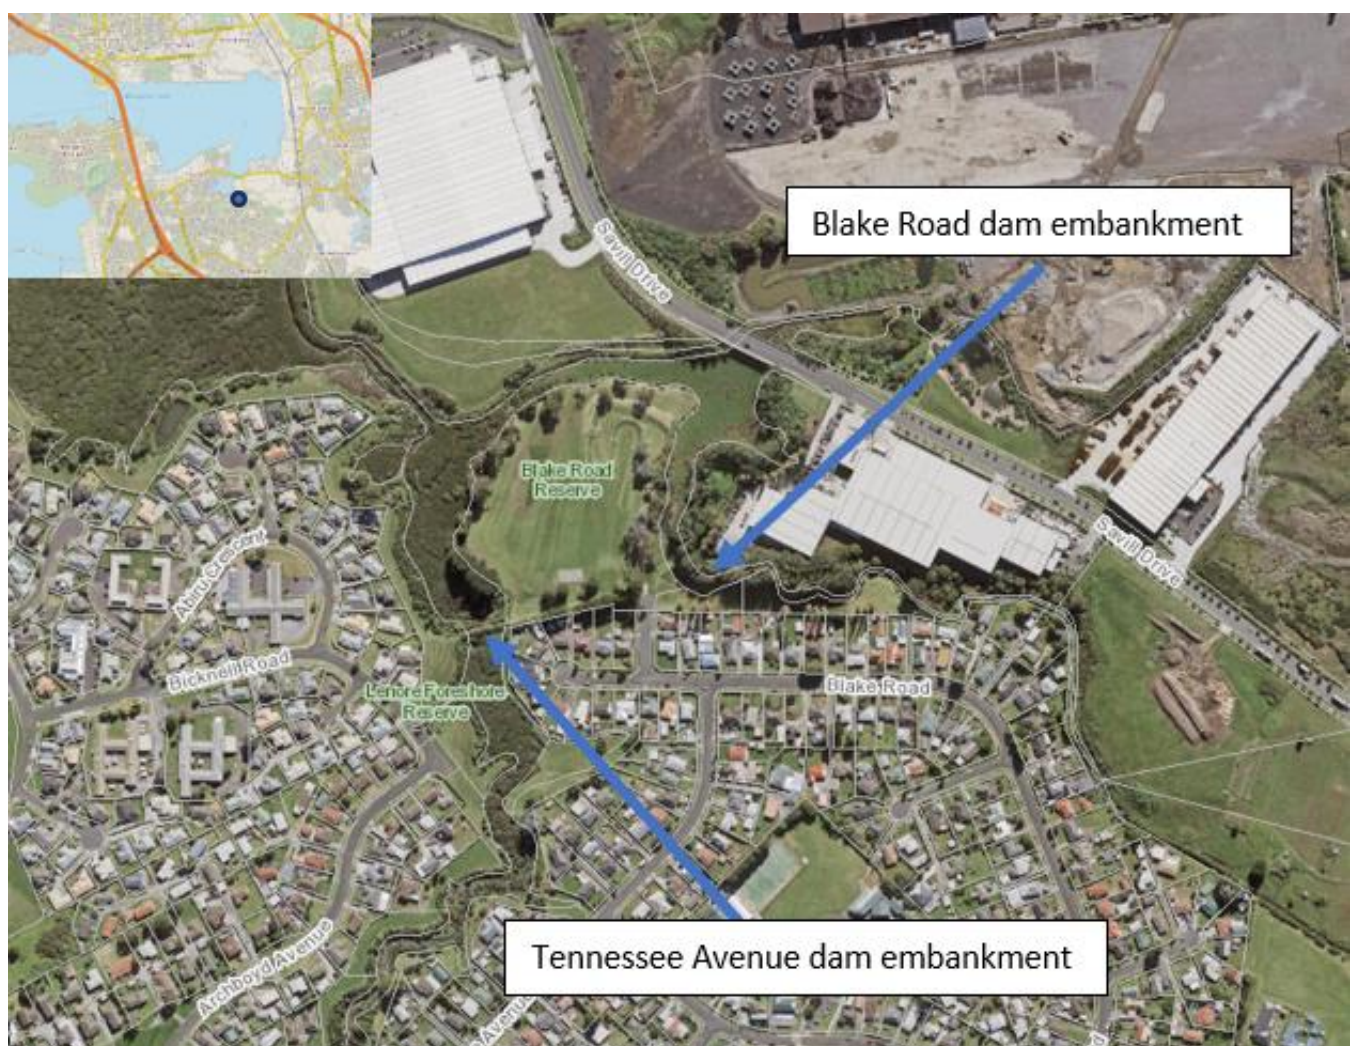 Savill Drive
Blake Road dam embankment
Blake Road
Reserve
Savill Drive
Abiru Crescent
Bicknell Road
Blake Road
Lenore Foreshore
Reserve
Tennessee Avenue dam embankment
Archboyd Avenue
Avenue